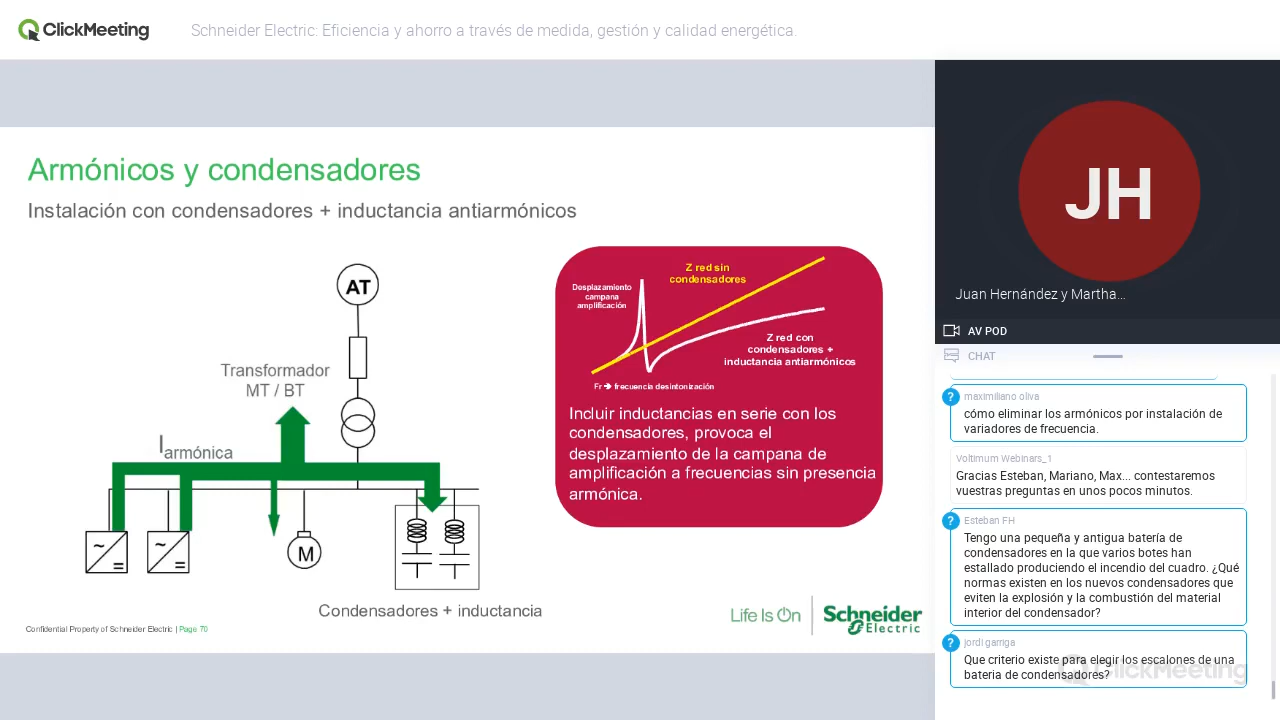 ClickMeeting
Schneider Electric: Eficiencia y ahorro a través de medida, gestión y calidad energética.
Armónicos y condensadores
Instalación con condensadores + inductancia antiarmónicos
AT
Transformador
MT / BT
Iarmónica
~
=
~
=
M
Condensadores + inductancia
Z red sin
condensadores
Desplazamiento
campana
amplificación
Z red con
condensadores +
inductancia antiarmónicos
Fr → frecuencia desintonización
Incluir inductancias en serie con los
condensadores, provoca el
desplazamiento de la campana de
amplificación a frecuencias sin presencia
armónica.
Life Is On
Schneider
Electric
Confidential Property of Schneider Electric | Page 70
JH
Juan Hernández y Martha...
AV POD
CHAT
?
maximiliano oliva
cómo eliminar los armónicos por instalación de
variadores de frecuencia.
Voltimum Webinars_1
Gracias Esteban, Mariano, Max... contestaremos
vuestras preguntas en unos pocos minutos.
?
Esteban FH
Tengo una pequeña y antigua batería de
condensadores en la que varios botes han
estallado produciendo el incendio del cuadro. ¿Qué
normas existen en los nuevos condensadores que
eviten la explosión y la combustión del material
interior del condensador?
?
jordi garriga
Que criterio existe para elegir los escalones de una
bateria de condensadores?
ClickMeeting